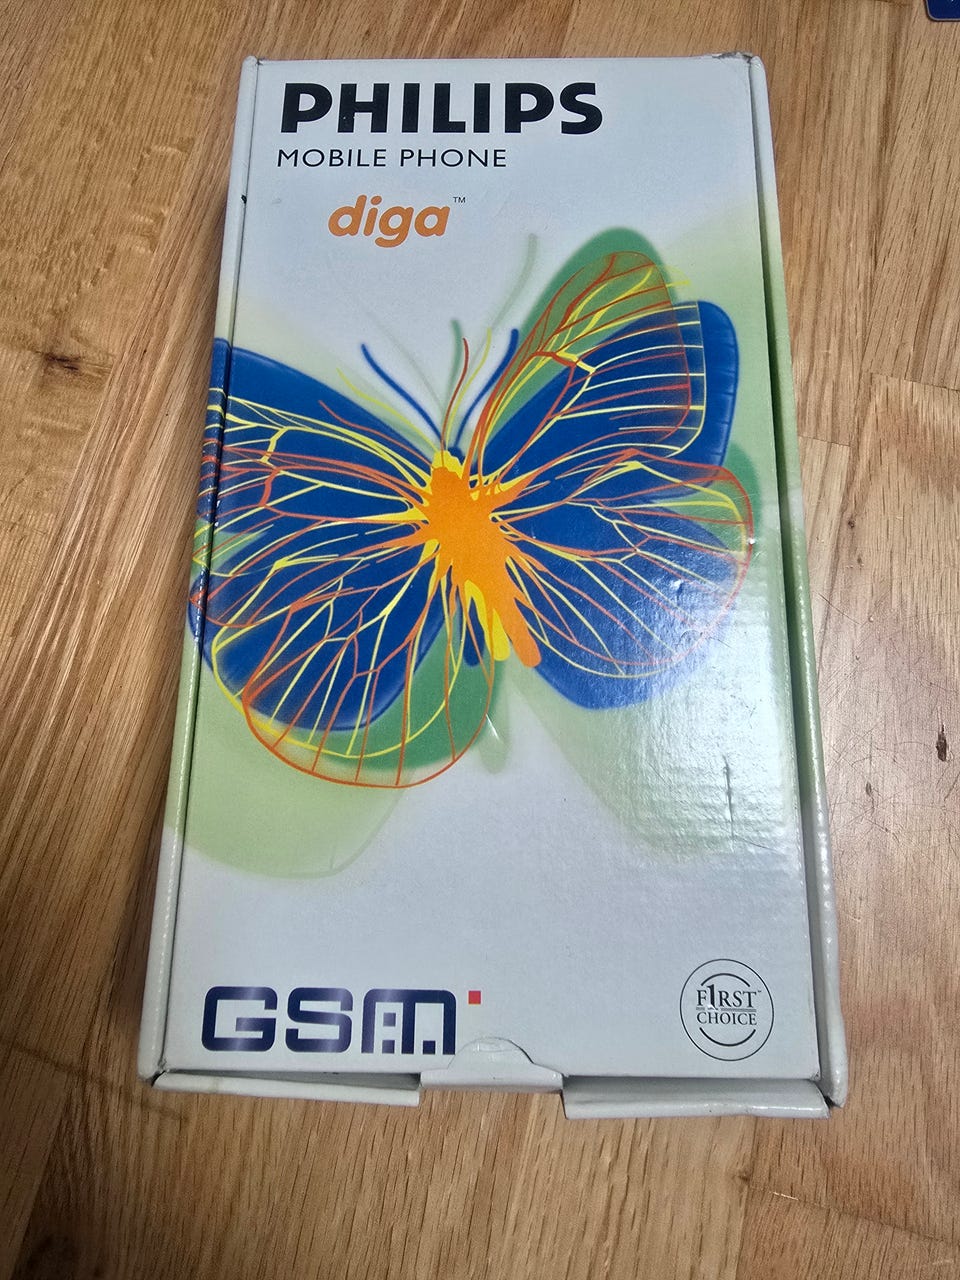 PHILIPS
MOBILE PHONE
diga™
GSM
F1RST™
CHOICE